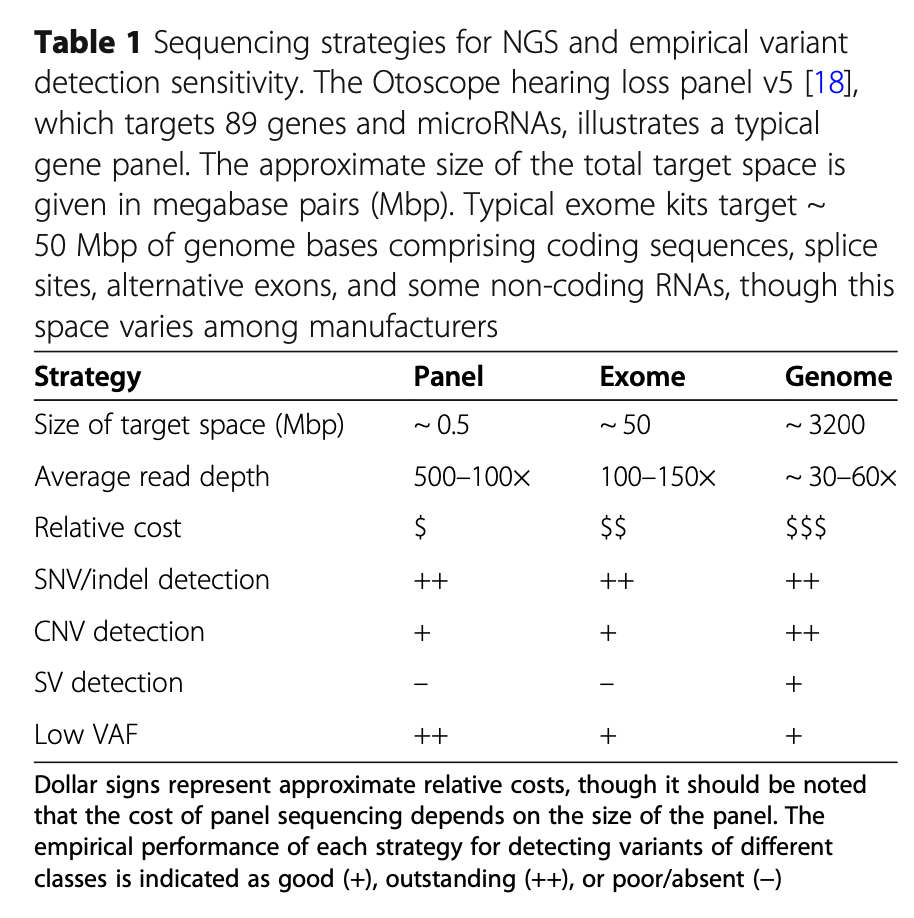 Table 1 Sequencing strategies for NGS and empirical variant
detection sensitivity. The Otoscope hearing loss panel v5 [18],
which targets 89 genes and microRNAs, illustrates a typical
gene panel. The approximate size of the total target space is
given in megabase pairs (Mbp). Typical exome kits target ~
50 Mbp of genome bases comprising coding sequences, splice
sites, alternative exons, and some non-coding RNAs, though this
space varies among manufacturers
Strategy Panel Exome Genome
Size of target space (Mbp) ~ 0.5 ~ 50 ~ 3200
Average read depth 500–100× 100–150× ~ 30–60×
Relative cost $ $$ $$$
SNV/indel detection ++ ++ ++
CNV detection + + ++
SV detection – – +
Low VAF ++ + +
Dollar signs represent approximate relative costs, though it should be noted
that the cost of panel sequencing depends on the size of the panel. The
empirical performance of each strategy for detecting variants of different
classes is indicated as good (+), outstanding (++), or poor/absent (−)